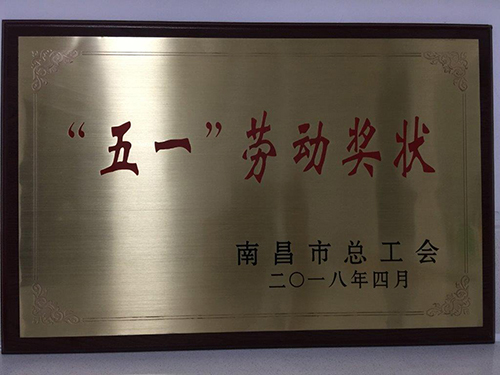 “五一”劳动奖状
南昌市总工会
二〇一八年四月